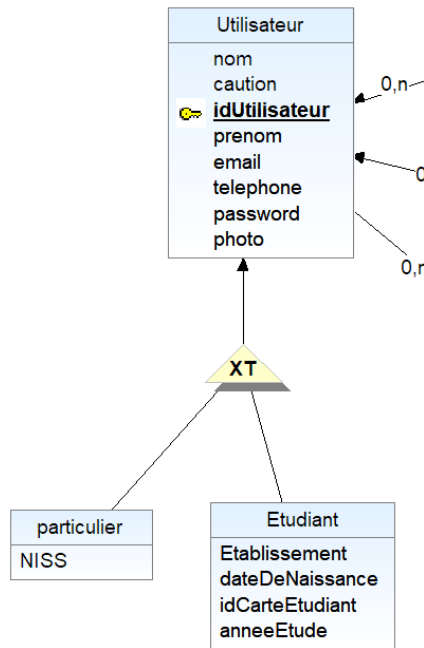 Utilisateur
nom
caution
0,n
idUtilisateur
prenom
email
0
telephone
password
photo
0,n
XT
particulier
NISS
Etudiant
Etablissement
dateDeNaissance
idCarteEtudiant
anneeEtude